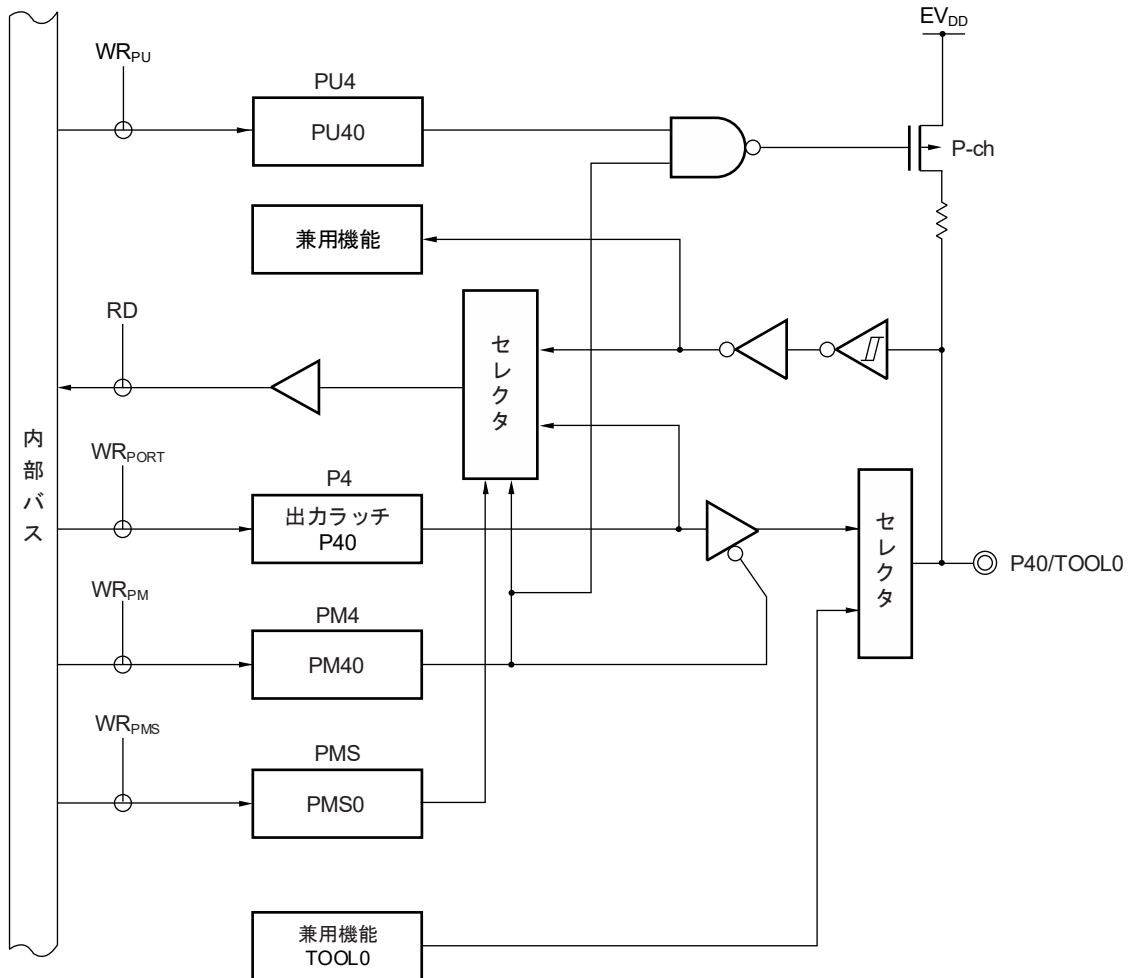 EVDD
WRPU
PU4
PU40
P-ch
兼用機能
RD
セレクタ
内部バス
WRPORT
P4
出力ラッチ
P40
セレクタ
P40/TOOL0
WRPM
PM4
PM40
WRPMS
PMS
PMS0
兼用機能
TOOL0